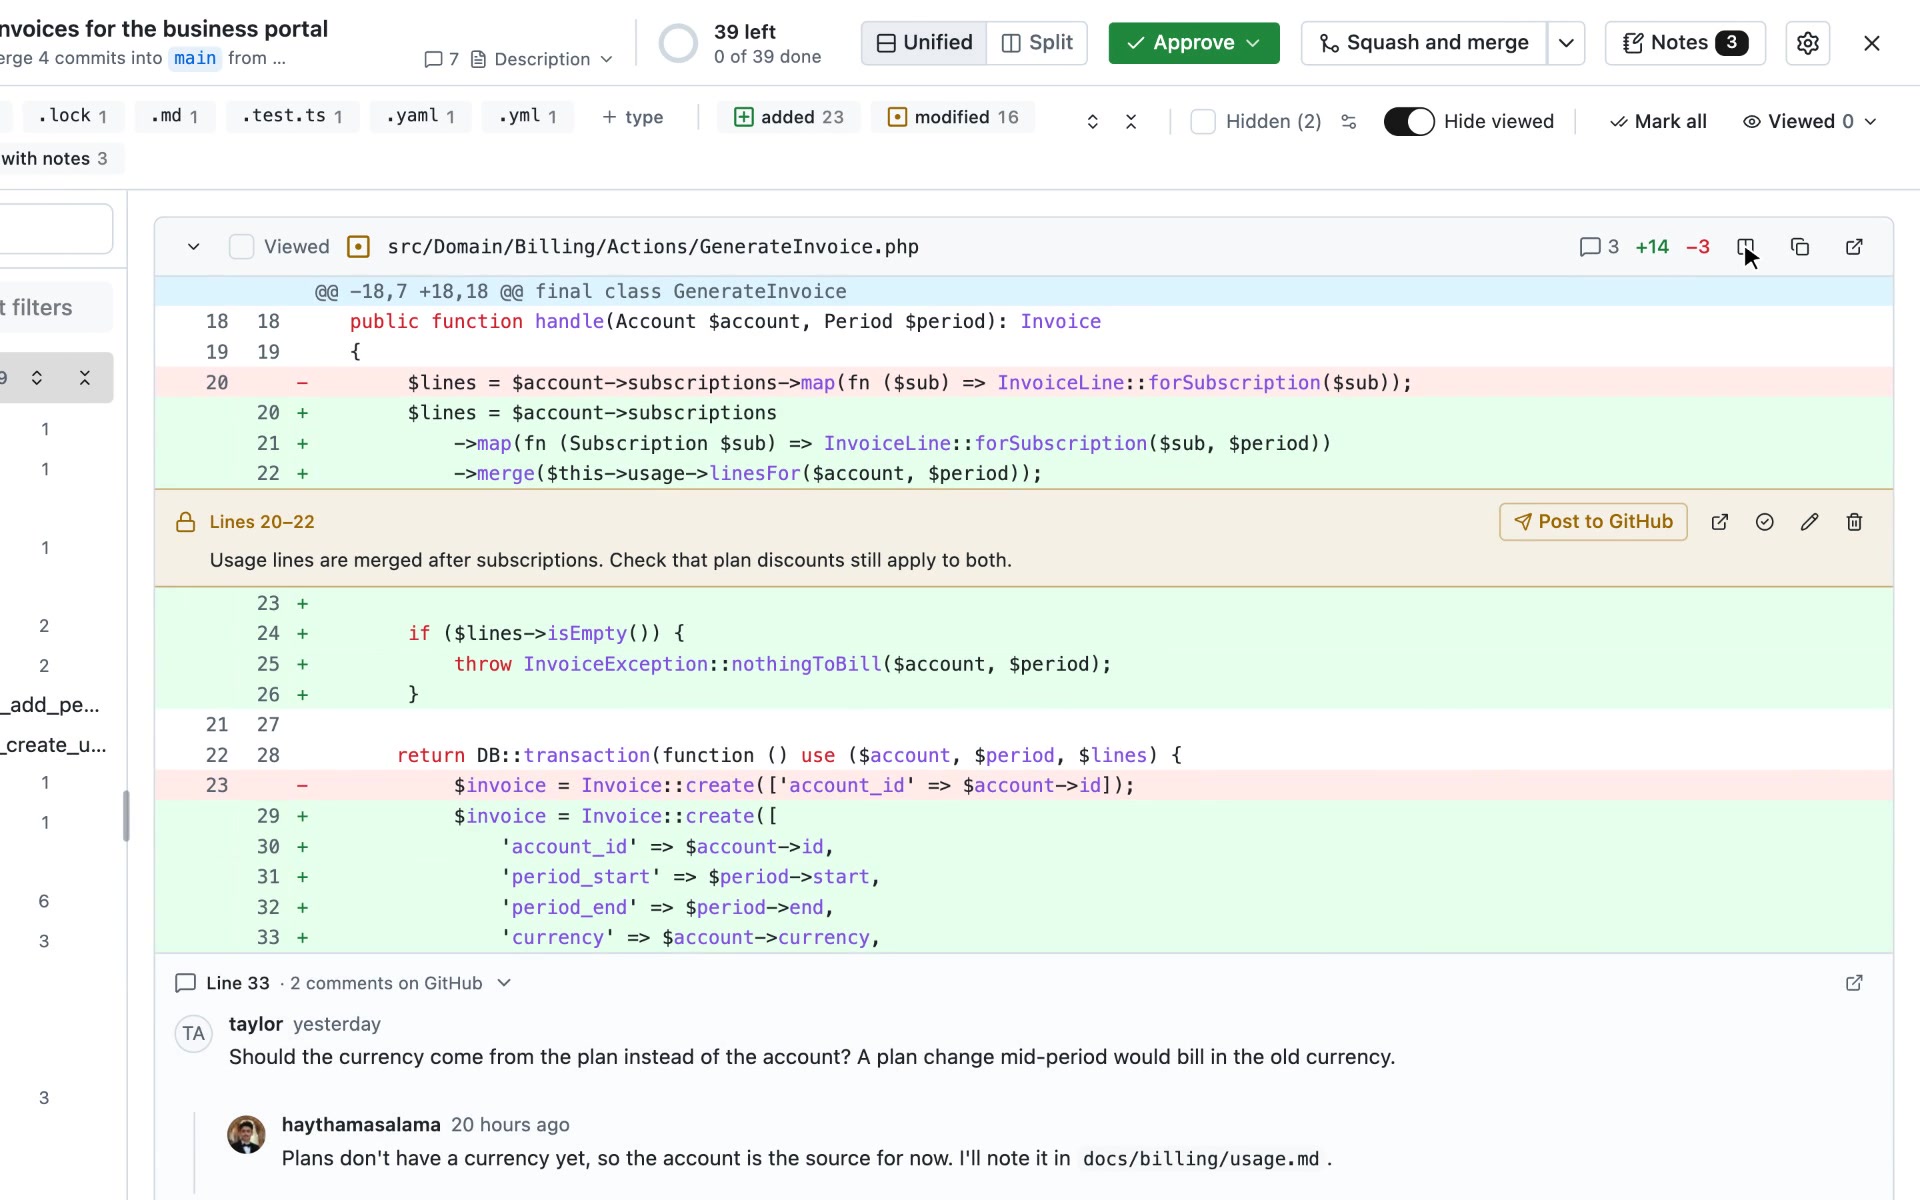 nvoices for the business portal
erge 4 commits into main from ...
7 Description
39 left
0 of 39 done
Unified Split
Approve
Squash and merge
Notes 3
.lock 1 .md 1 .test.ts 1 .yaml 1 .yml 1 + type
added 23 modified 16
Hidden (2) Hide viewed Mark all Viewed 0
with notes 3
t filters
9
1
1
1
2
2
_add_pe...
_create_u...
1
1
6
3
3
Viewed src/Domain/Billing/Actions/GenerateInvoice.php 3 +14 −3
@@ −18,7 +18,18 @@ final class GenerateInvoice
18 18 public function handle(Account $account, Period $period): Invoice
19 19 {
20 − $lines = $account->subscriptions->map(fn ($sub) => InvoiceLine::forSubscription($sub));
20 + $lines = $account->subscriptions
21 + ->map(fn (Subscription $sub) => InvoiceLine::forSubscription($sub, $period))
22 + ->merge($this->usage->linesFor($account, $period));
Lines 20–22 Post to GitHub
Usage lines are merged after subscriptions. Check that plan discounts still apply to both.
23 +
24 + if ($lines->isEmpty()) {
25 + throw InvoiceException::nothingToBill($account, $period);
26 + }
21 27
22 28 return DB::transaction(function () use ($account, $period, $lines) {
23 − $invoice = Invoice::create(['account_id' => $account->id]);
29 + $invoice = Invoice::create([
30 + 'account_id' => $account->id,
31 + 'period_start' => $period->start,
32 + 'period_end' => $period->end,
33 + 'currency' => $account->currency,
Line 33 · 2 comments on GitHub
TA taylor yesterday
Should the currency come from the plan instead of the account? A plan change mid-period would bill in the old currency.
haythamasalama 20 hours ago
Plans don't have a currency yet, so the account is the source for now. I'll note it in docs/billing/usage.md .